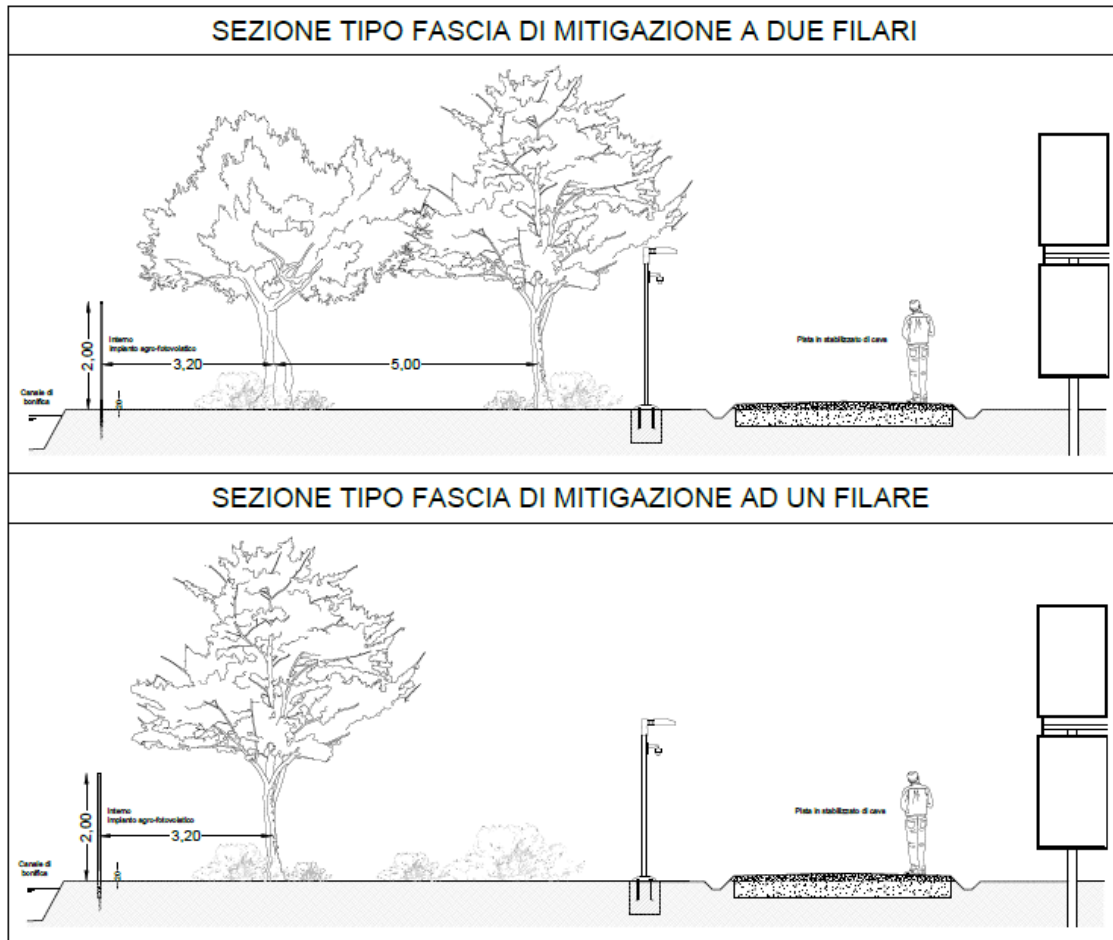 SEZIONE TIPO FASCIA DI MITIGAZIONE A DUE FILARI
2,00
Interno
Impianto agro-fotovoltaico
3,20
5,00
Pista in stabilizzato di cava
Canale di
bonifica
20
SEZIONE TIPO FASCIA DI MITIGAZIONE AD UN FILARE
2,00
Interno
Impianto agro-fotovoltaico
3,20
Pista in stabilizzato di cava
Canale di
bonifica
20